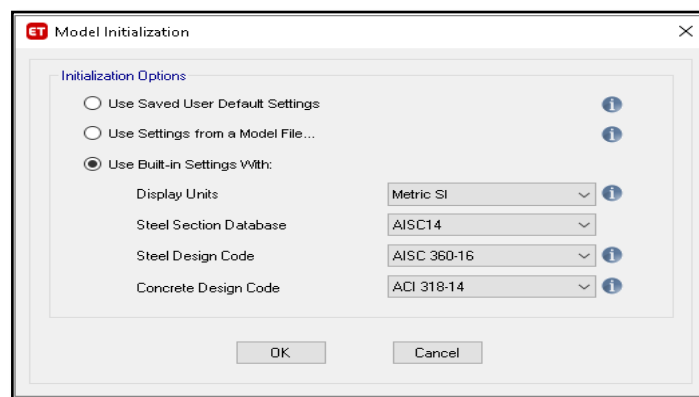 ET Model Initialization
Initialization Options
Use Saved User Default Settings
Use Settings from a Model File...
Use Built-in Settings With:
Display Units Metric SI
Steel Section Database AISC14
Steel Design Code AISC 360-16
Concrete Design Code ACI 318-14
OK Cancel